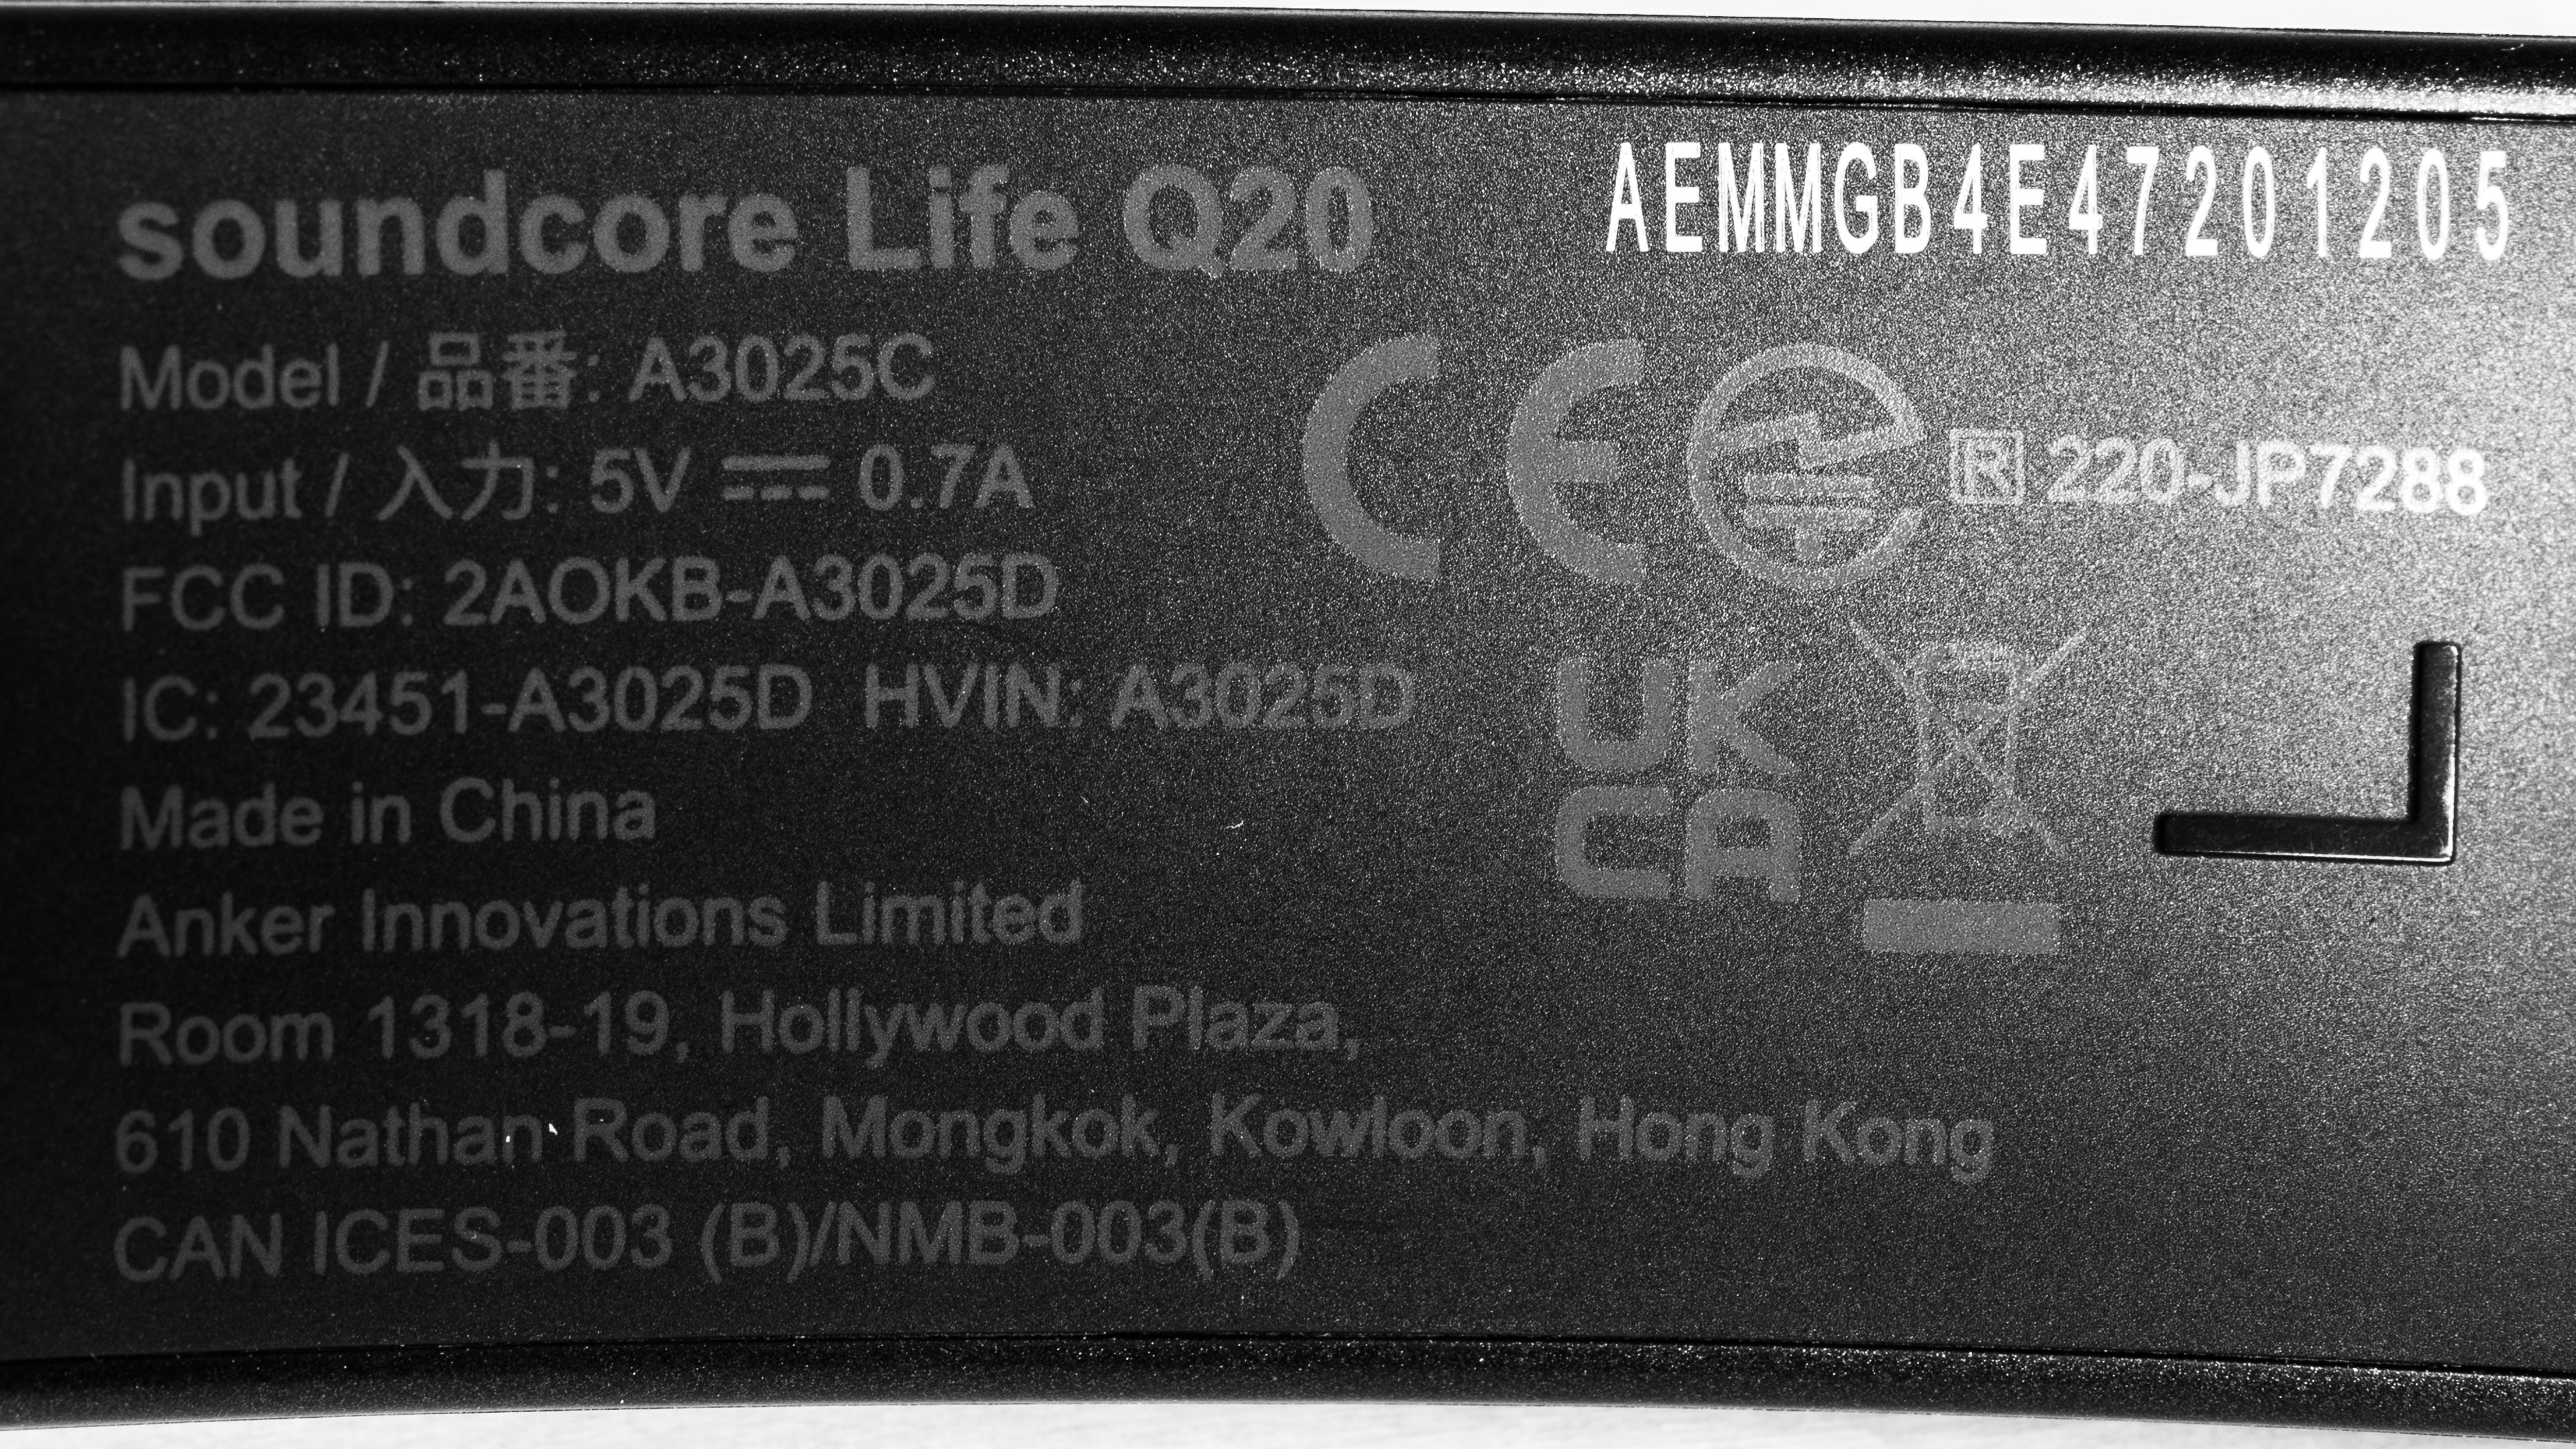 soundcore Life Q20
AEMMGB4E47201205
Model / 品番: A3025C
Input / 入力: 5V ⎓ 0.7A
FCC ID: 2AOKB-A3025D
IC: 23451-A3025D HVIN: A3025D
Made in China
Anker Innovations Limited
Room 1318-19, Hollywood Plaza,
610 Nathan Road, Mongkok, Kowloon, Hong Kong
CAN ICES-003 (B)/NMB-003(B)
CE
R 220-JP7288
UK
CA
L